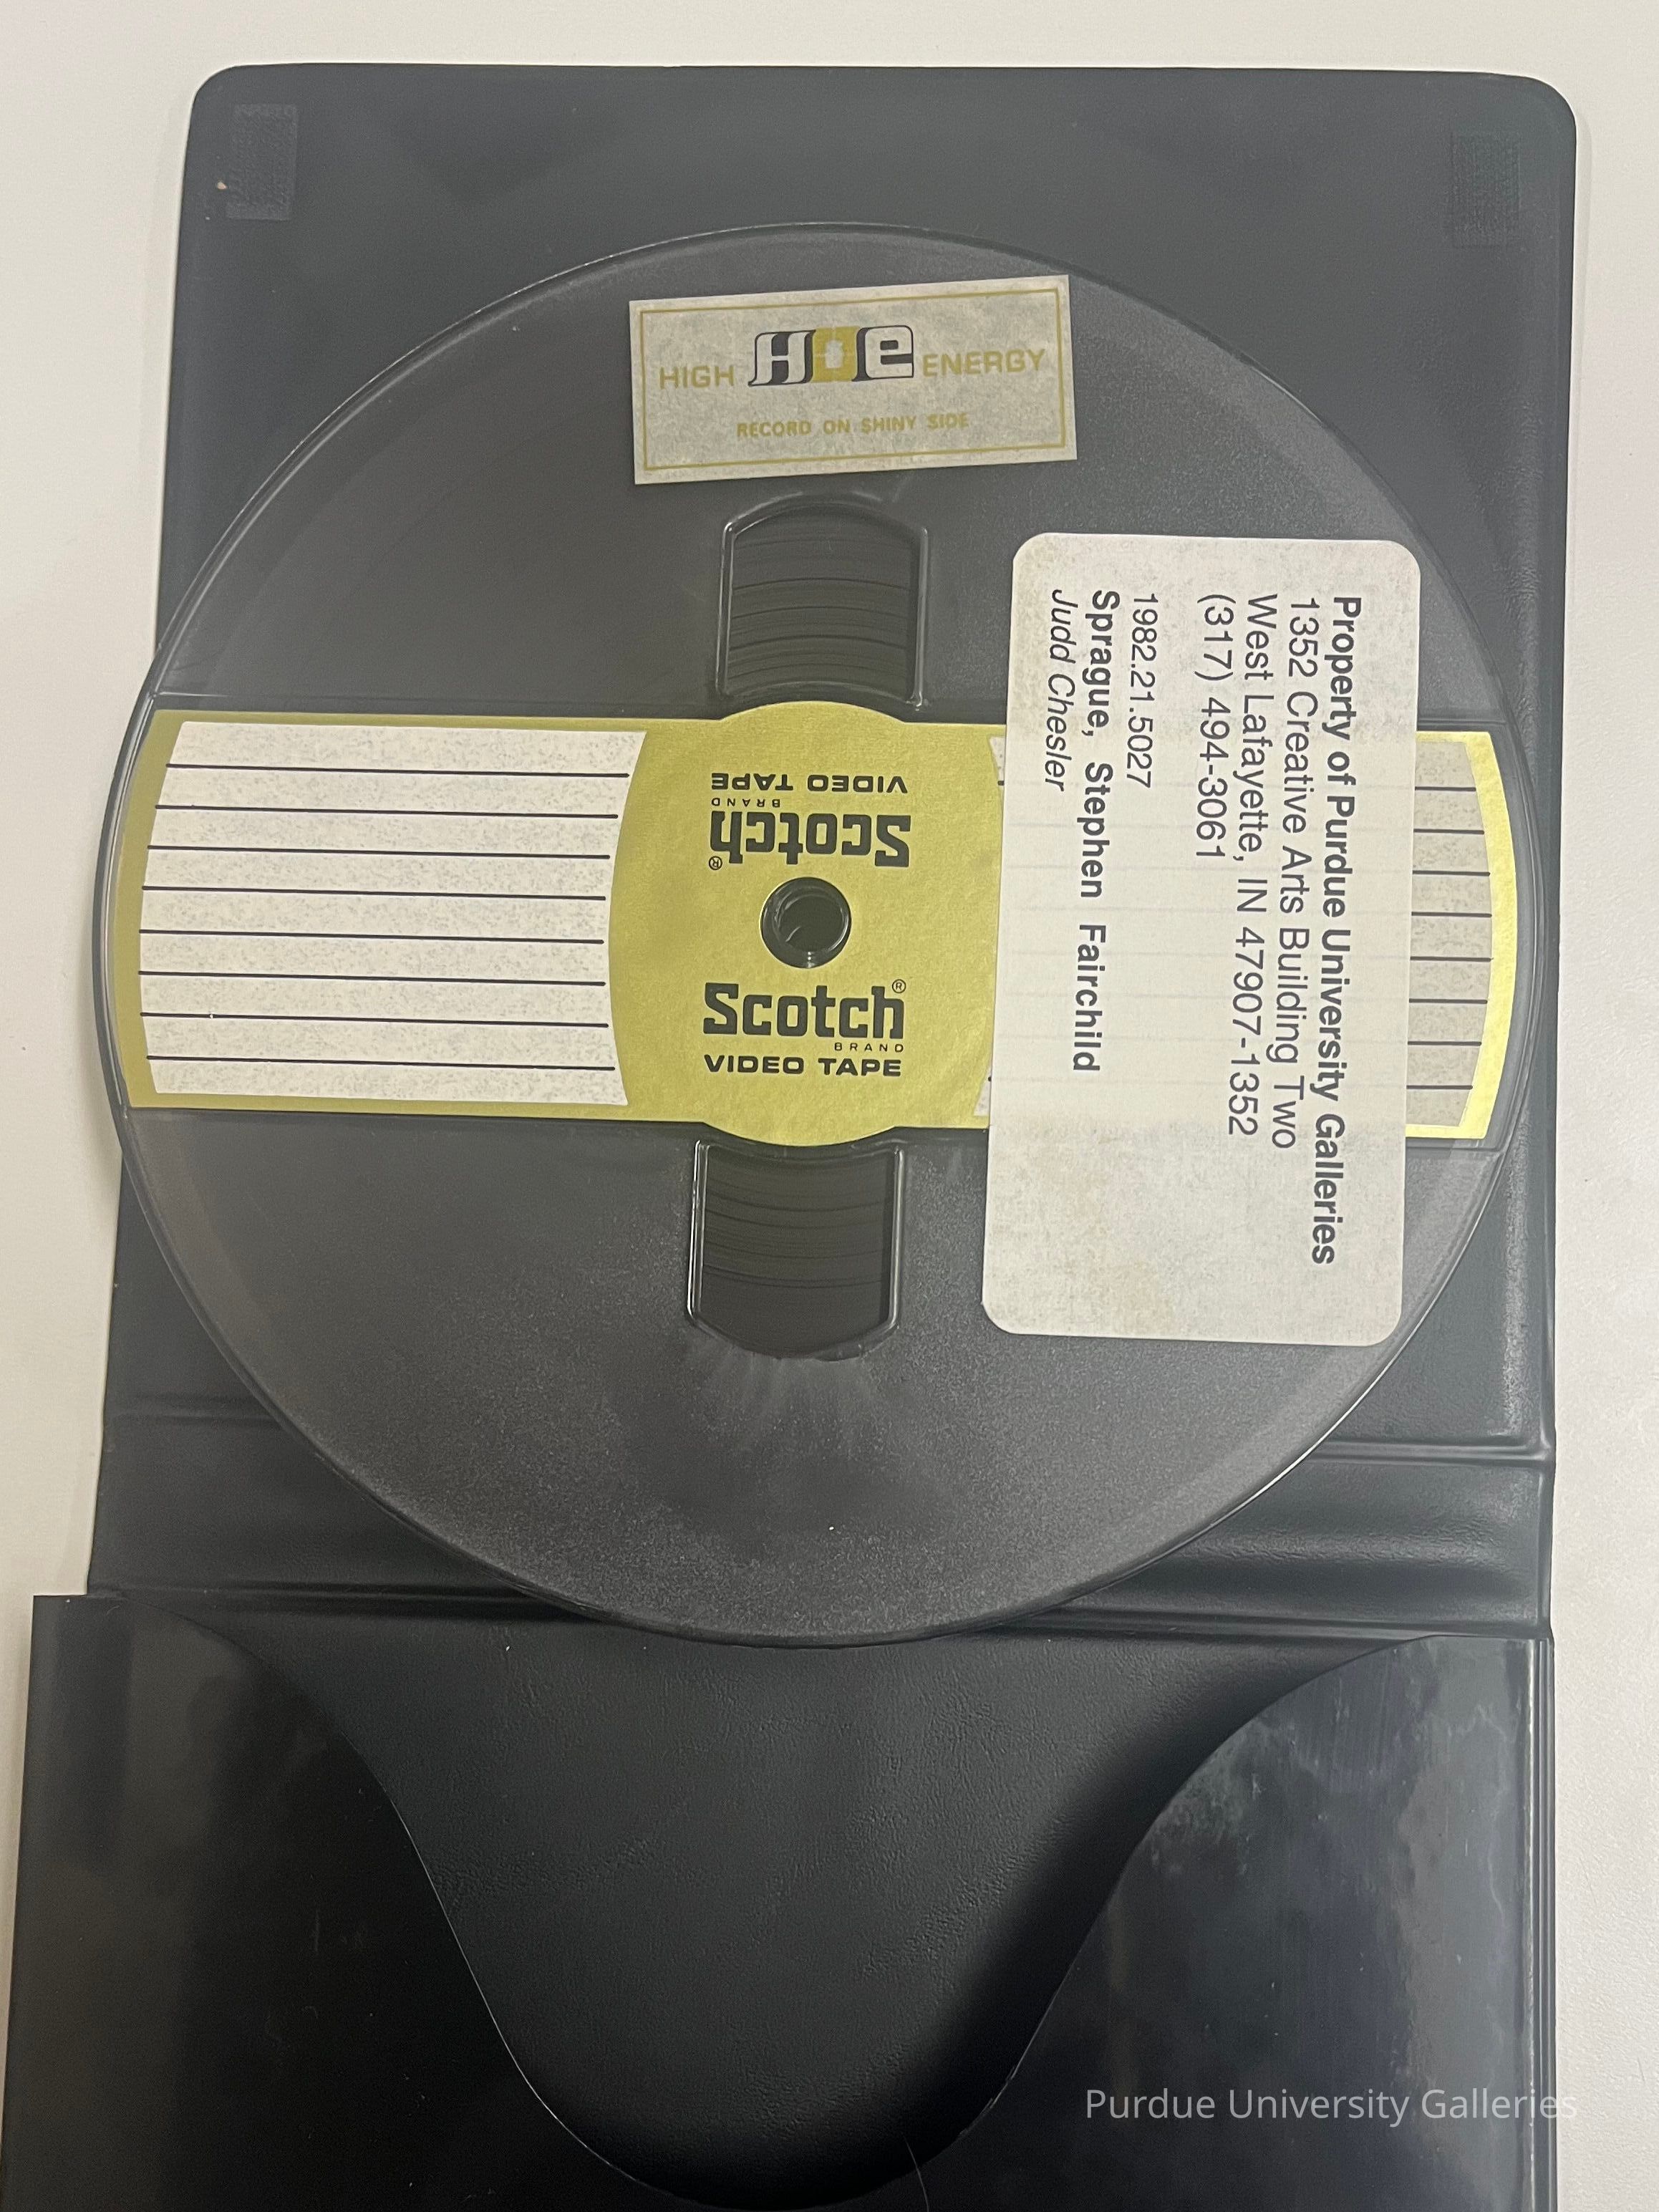 HIGH HE ENERGY
RECORD ON SHINY SIDE
Property of Purdue University Galleries
1352 Creative Arts Building Two
West Lafayette, IN 47907-1352
(317) 494-3061
1982.21.5027
Sprague, Stephen Fairchild
Judd Chesler
Scotch®
BRAND
VIDEO TAPE
Scotch®
BRAND
VIDEO TAPE
Purdue University Galleries